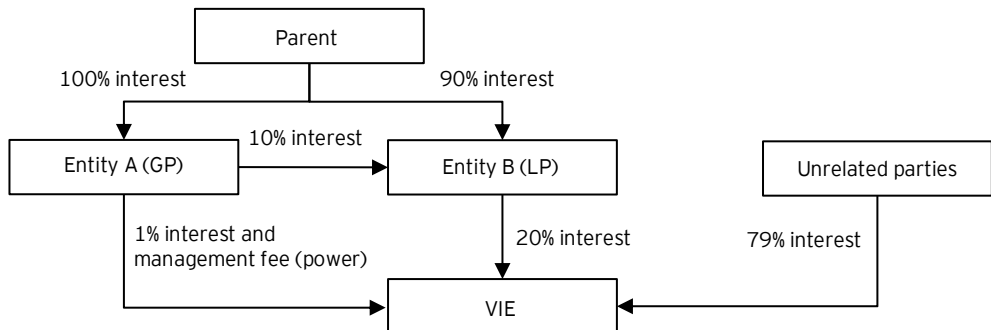 Parent
100% interest
90% interest
10% interest
Entity A (GP)
Entity B (LP)
Unrelated parties
1% interest and
management fee (power)
20% interest
79% interest
VIE